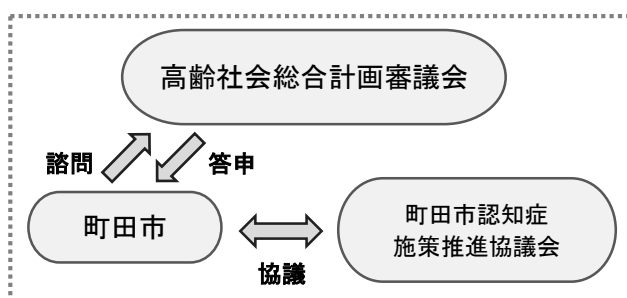 高齢社会総合計画審議会
諮問
答申
町田市
町田市認知症
施策推進協議会
協議